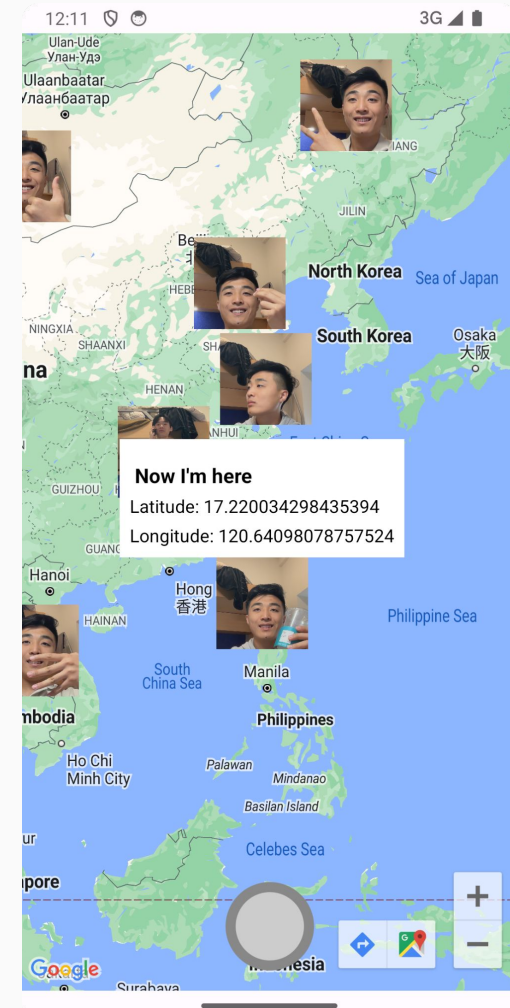 12:11
3G
Ulan-Ude
Улан-Удэ
Ulaanbaatar
Улаанбаатар
JIANG
JILIN
North Korea
Sea of Japan
South Korea
Osaka
大阪
NINGXIA
SHAANXI
HENAN
GUIZHOU
Now I'm here
Latitude: 17.220034298435394
Longitude: 120.64098078757524
Hanoi
Hong
香港
HAINAN
Philippine Sea
South
China Sea
Manila
Philippines
Ho Chi
Minh City
Palawan
Mindanao
Basilan Island
Celebes Sea
Google
Surabaya